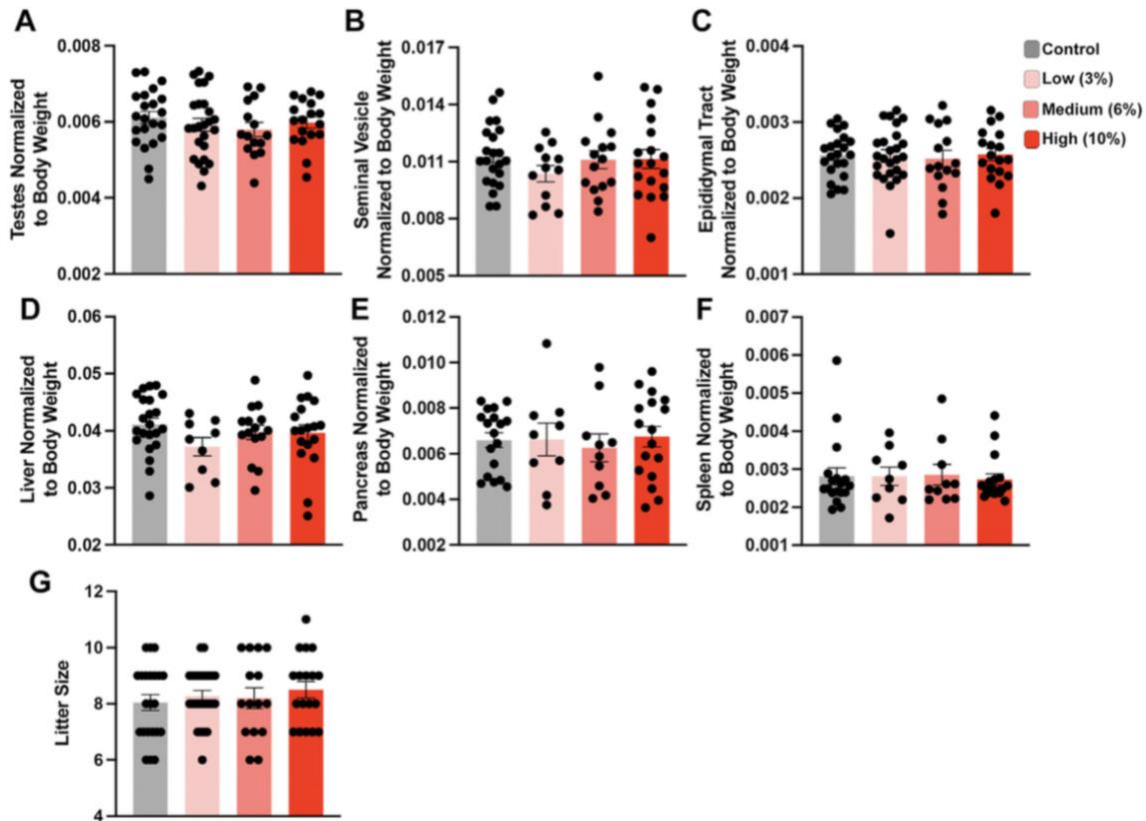 A
Testes Normalized
to Body Weight
0.008
0.006
0.004
0.002
B
Seminal Vesicle
Normalized to Body Weight
0.017
0.014
0.011
0.008
0.005
C
Epididymal Tract
Normalized to Body Weight
0.004
0.003
0.002
0.001
Control
Low (3%)
Medium (6%)
High (10%)
D
Liver Normalized
to Body Weight
0.06
0.05
0.04
0.03
0.02
E
Pancreas Normalized
to Body Weight
0.012
0.010
0.008
0.006
0.004
0.002
F
Spleen Normalized
to Body Weight
0.007
0.006
0.005
0.004
0.003
0.002
0.001
G
Litter Size
12
10
8
6
4